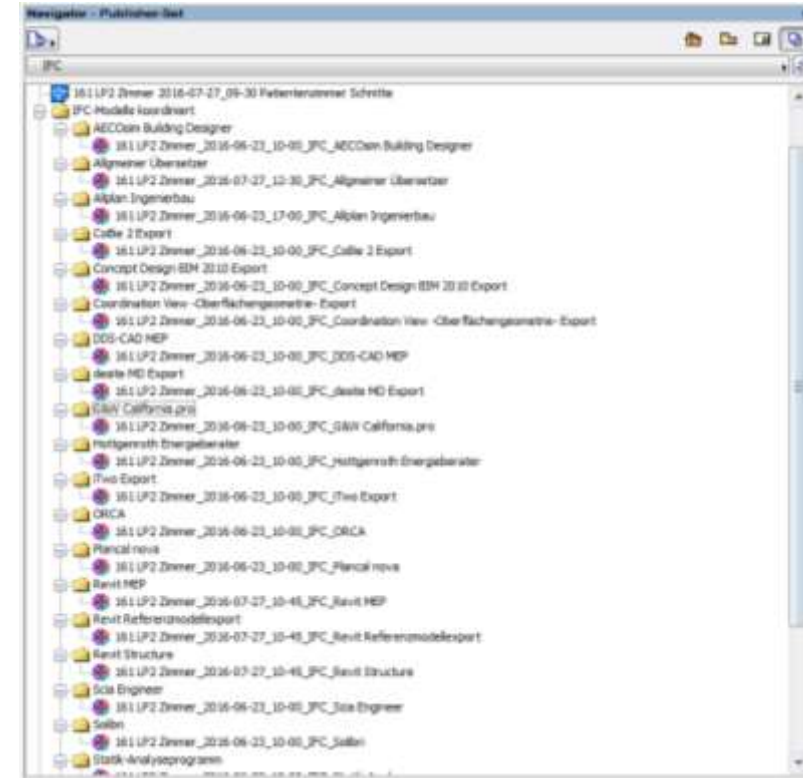 Navigator - Publisher-Set
IFC
161 LP2 Zimmer 2016-07-27_09-30 Patientenzimmer Schnitte
IFC-Modelle koordiniert
AECOsim Building Designer
161 LP2 Zimmer_2016-06-23_10-00_IFC_AECOsim Building Designer
Allgmeiner Übersetzer
161 LP2 Zimmer_2016-07-27_12-30_IFC_Allgmeiner Übersetzer
Allplan Ingenierbau
161 LP2 Zimmer_2016-06-23_17-00_IFC_Allplan Ingenierbau
CoBie 2 Export
161 LP2 Zimmer_2016-06-23_10-00_IFC_CoBie 2 Export
Concept Design BIM 2010 Export
161 LP2 Zimmer_2016-06-23_10-00_IFC_Concept Design BIM 2010 Export
Coordination View -Oberflächengeometrie- Export
161 LP2 Zimmer_2016-06-23_10-00_IFC_Coordination View -Oberflächengeometrie- Export
DDS-CAD MEP
161 LP2 Zimmer_2016-06-23_10-00_IFC_DDS-CAD MEP
desite MD Export
161 LP2 Zimmer_2016-06-23_10-00_IFC_desite MD Export
G&W California.pro
161 LP2 Zimmer_2016-06-23_10-00_IFC_G&W California.pro
Hottgenroth Energieberater
161 LP2 Zimmer_2016-06-23_10-00_IFC_Hottgenroth Energieberater
iTwo Export
161 LP2 Zimmer_2016-06-23_10-00_IFC_iTwo Export
ORCA
161 LP2 Zimmer_2016-06-23_10-00_IFC_ORCA
Plancal nova
161 LP2 Zimmer_2016-06-23_10-00_IFC_Plancal nova
Revit MEP
161 LP2 Zimmer_2016-07-27_10-45_IFC_Revit MEP
Revit Referenzmodellexport
161 LP2 Zimmer_2016-07-27_10-45_IFC_Revit Referenzmodellexport
Revit Structure
161 LP2 Zimmer_2016-07-27_10-45_IFC_Revit Structure
Scia Engineer
161 LP2 Zimmer_2016-06-23_10-00_IFC_Scia Engineer
Solibri
161 LP2 Zimmer_2016-06-23_10-00_IFC_Solibri
Statik-Analyseprogramm